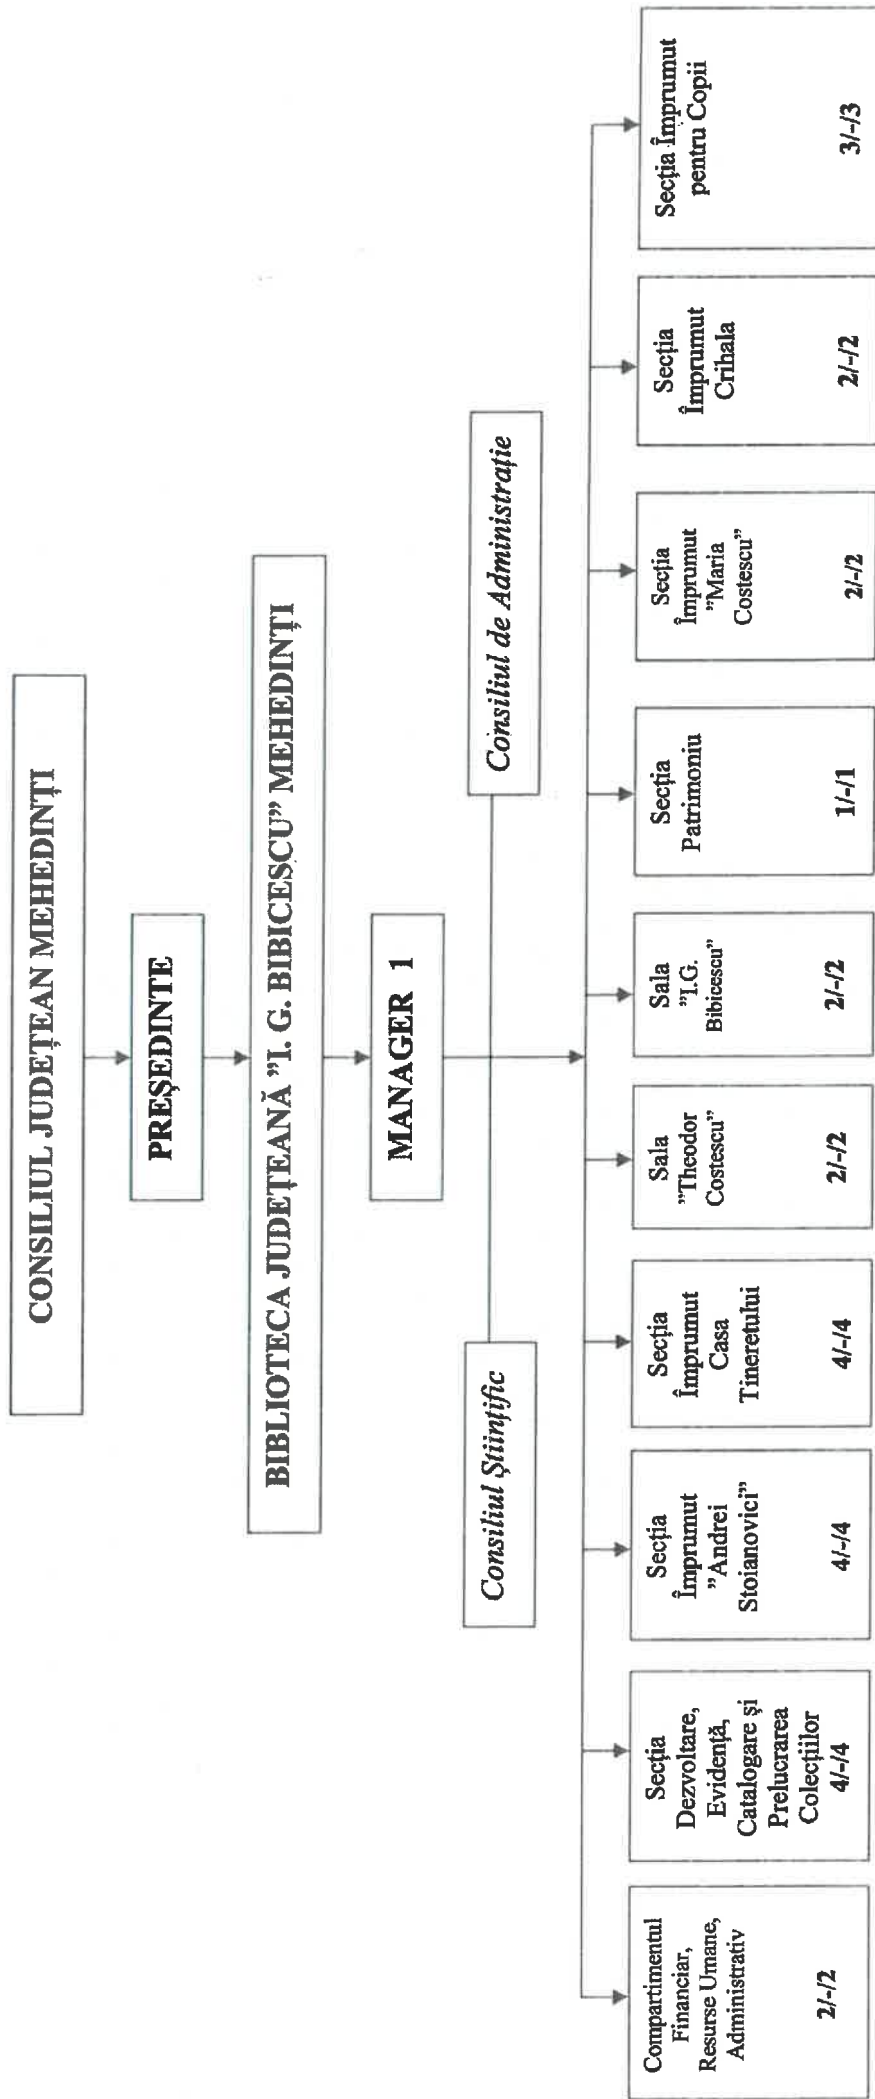 CONSILIUL JUDEȚEAN MEHEDINȚI
PREȘEDINTE
BIBLIOTECA JUDEȚEANĂ ”I. G. BIBICESCU” MEHEDINȚI
MANAGER 1
Consiliul Științific
Consiliul de Administrație
Compartimentul
Financiar,
Resurse Umane,
Administrativ
2/-/2
Secția
Dezvoltare,
Evidență,
Catalogare și
Prelucrarea
Colecțiilor
4/-/4
Secția
Împrumut
”Andrei
Stoianovici”
4/-/4
Secția
Împrumut
Casa
Tineretului
4/-/4
Sala
”Theodor
Costescu”
2/-/2
Sala
”I.G.
Bibicescu”
2/-/2
Secția
Patrimoniu
1/-/1
Secția
Împrumut
”Maria
Costescu”
2/-/2
Secția
Împrumut
Crihala
2/-/2
Secția Împrumut
pentru Copii
3/-/3